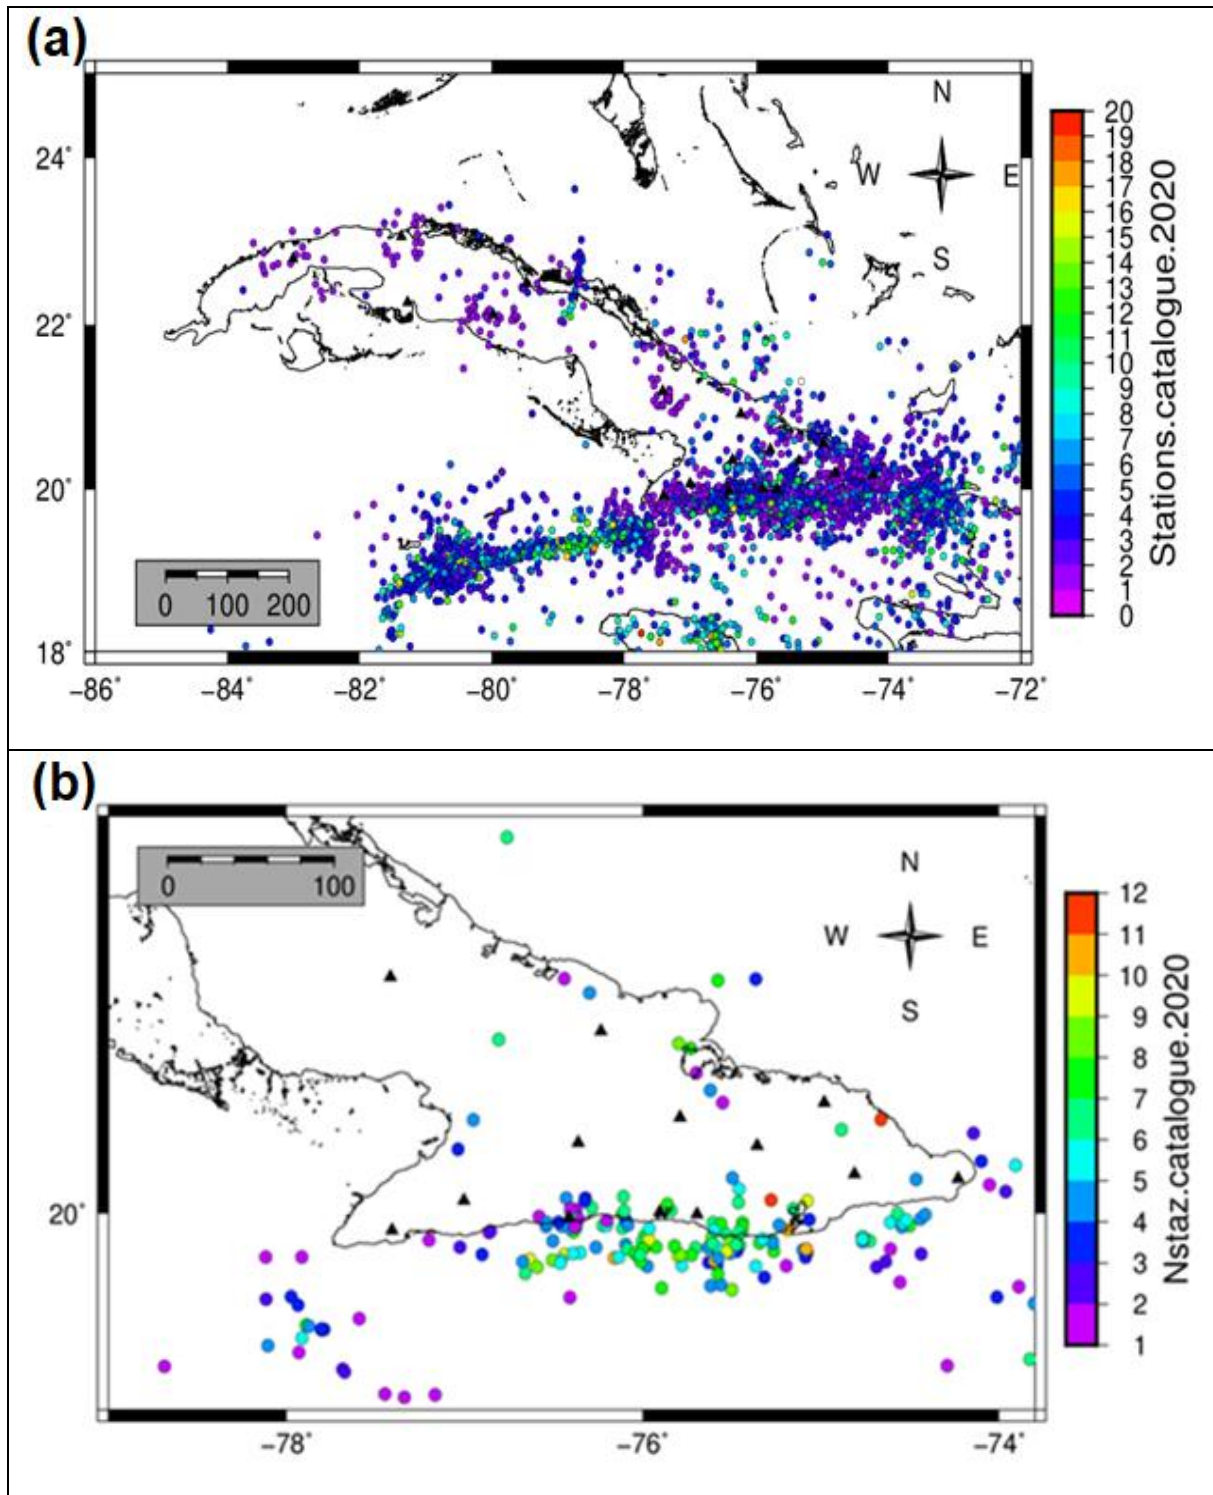 (a)
N
W
E
S
24°
22°
20°
18°
0 100 200
−86° −84° −82° −80° −78° −76° −74° −72°
20
19
18
17
16
15
14
13
12
11
10
9
8
7
6
5
4
3
2
1
0
Stations.catalogue.2020
(b)
0 100
N
W
E
S
20°
−78° −76° −74°
12
11
10
9
8
7
6
5
4
3
2
1
Nstaz.catalogue.2020